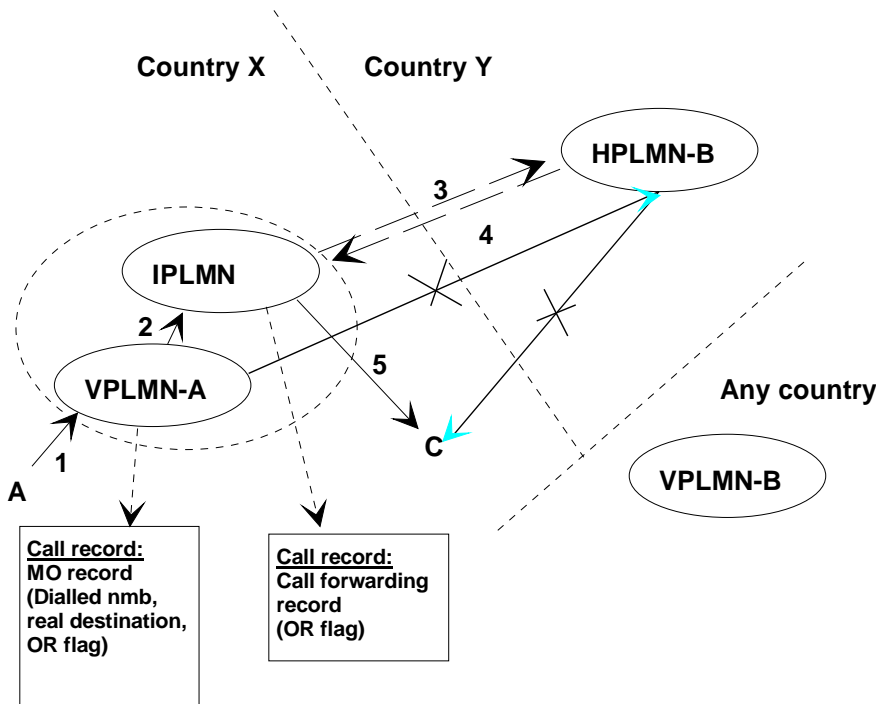 Country X
Country Y
HPLMN-B
3
4
IPLMN
2
5
VPLMN-A
Any country
1
C
A
VPLMN-B
Call record:
MO record
(Dialled nmb,
real destination,
OR flag)
Call record:
Call forwarding
record
(OR flag)